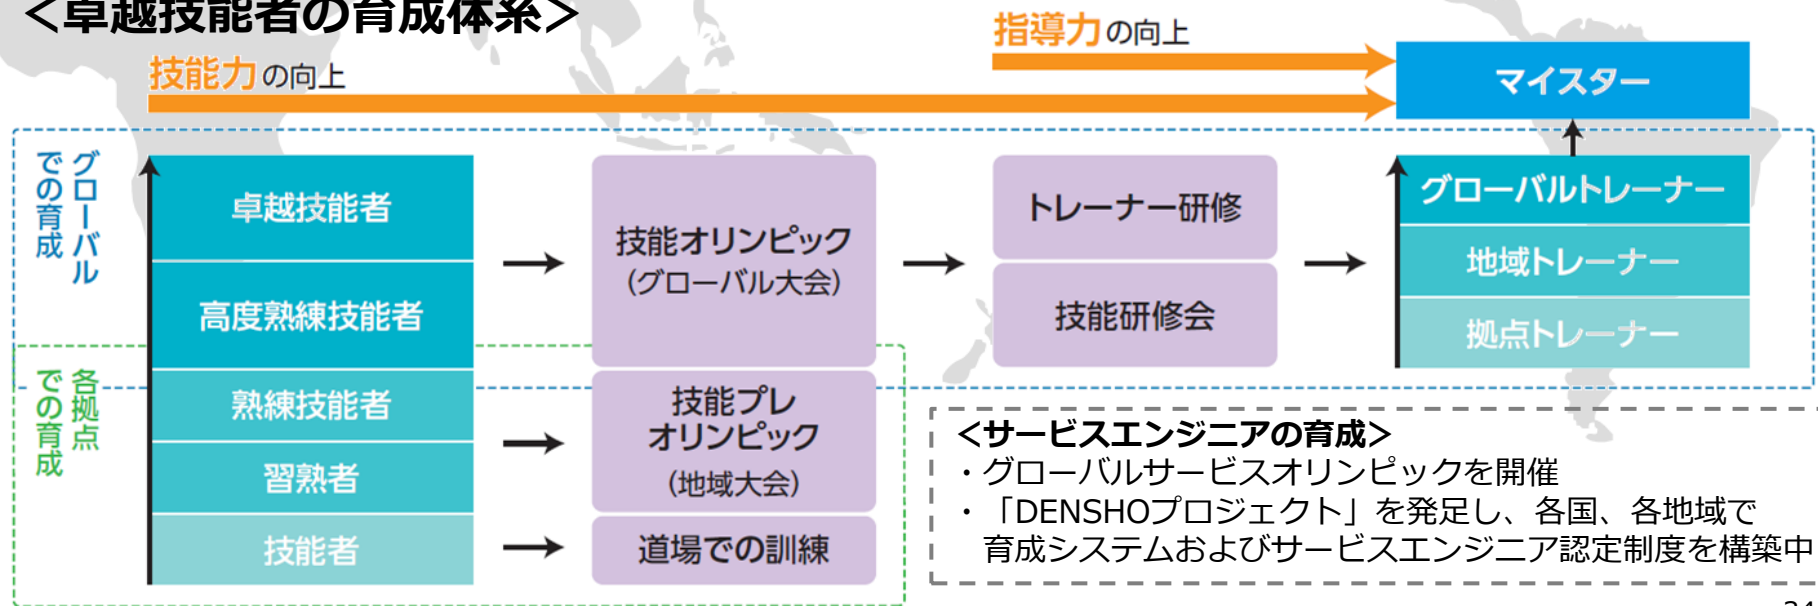 ＜卓越技能者の育成体系＞
指導力の向上
技能力の向上
マイスター
グローバル
での育成
卓越技能者
高度熟練技能者
技能オリンピック
（グローバル大会）
トレーナー研修
技能研修会
グローバルトレーナー
地域トレーナー
拠点トレーナー
各拠点
での育成
熟練技能者
習熟者
技能者
技能プレ
オリンピック
（地域大会）
道場での訓練
＜サービスエンジニアの育成＞
・グローバルサービスオリンピックを開催
・「DENSHOプロジェクト」を発足し、各国、各地域で
育成システムおよびサービスエンジニア認定制度を構築中